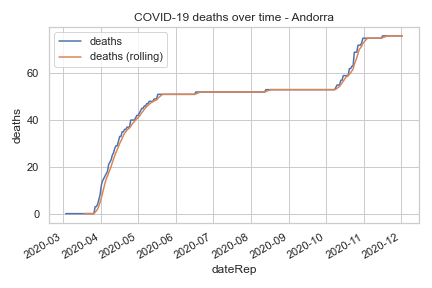 COVID-19 deaths over time - Andorra
deaths
deaths (rolling)
deaths
60
40
20
0
2020-03
2020-04
2020-05
2020-06
2020-07
2020-08
2020-09
2020-10
2020-11
2020-12
dateRep